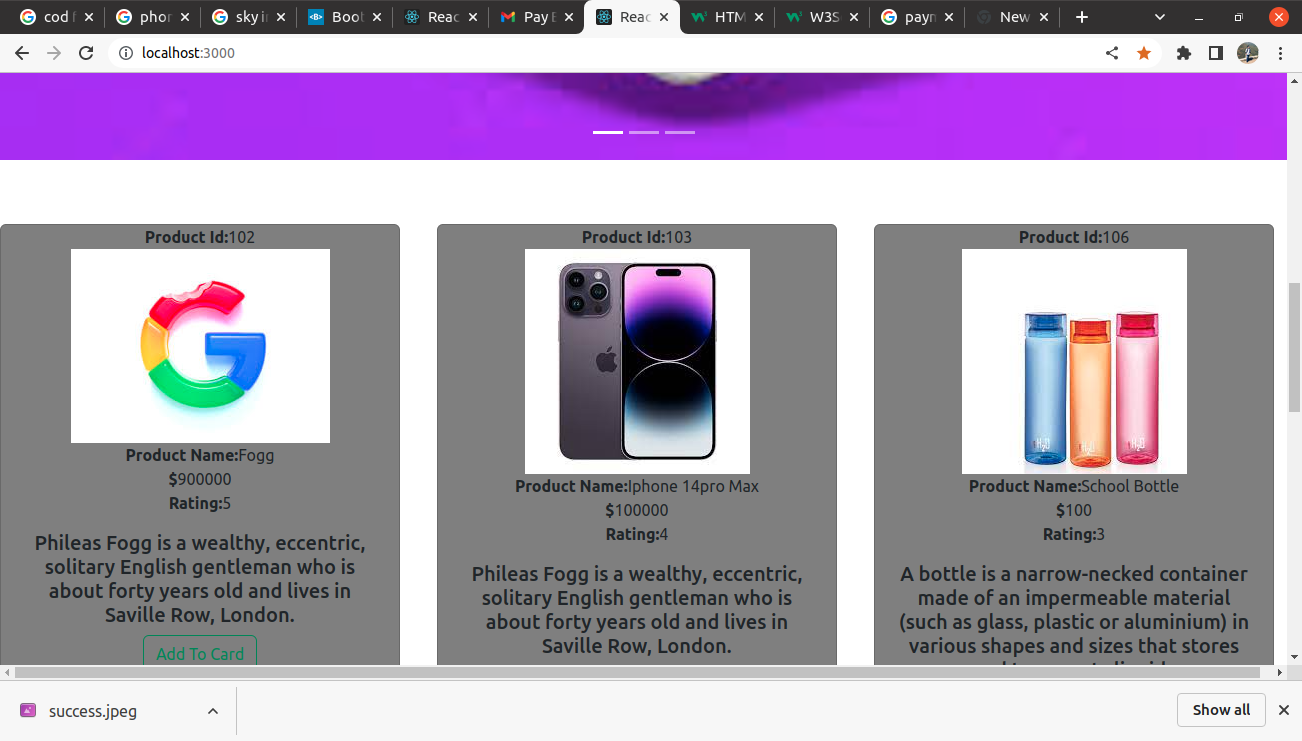 cod f
phor
sky i
Boot
Reac
Pay E
Reac
HTM
W3S
payn
New
localhost:3000
Product Id:102
Product Name:Fogg
$900000
Rating:5
Phileas Fogg is a wealthy, eccentric,
solitary English gentleman who is
about forty years old and lives in
Saville Row, London.
Add To Card
Product Id:103
Product Name:Iphone 14pro Max
$100000
Rating:4
Phileas Fogg is a wealthy, eccentric,
solitary English gentleman who is
about forty years old and lives in
Saville Row, London.
Product Id:106
H2O
H2O
H2O
Product Name:School Bottle
$100
Rating:3
A bottle is a narrow-necked container
made of an impermeable material
(such as glass, plastic or aluminium) in
various shapes and sizes that stores
success.jpeg
Show all